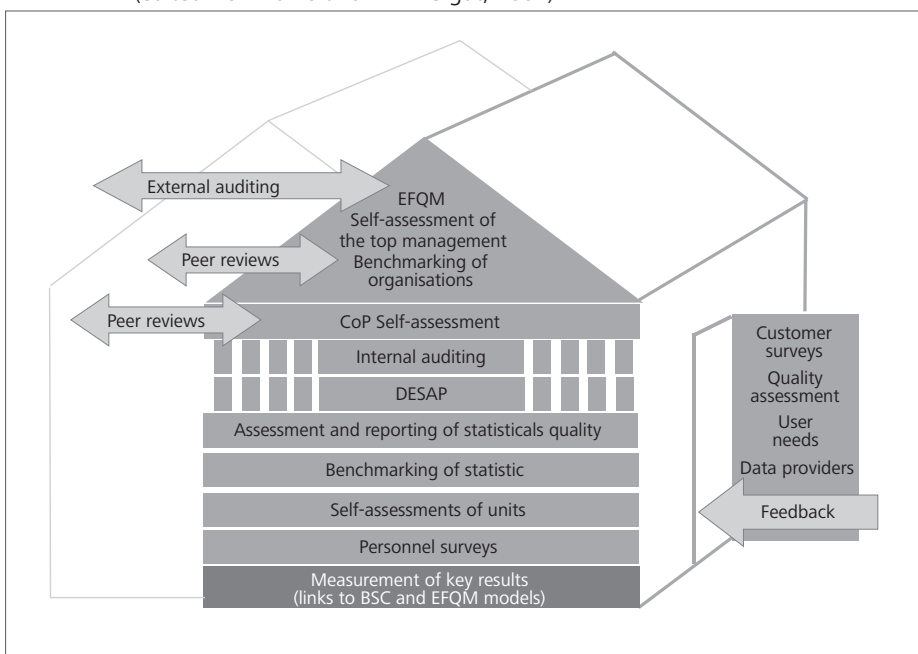 External auditing
EFQM
Self-assessment of
the top management
Benchmarking of
organisations
Peer reviews
Peer reviews
CoP Self-assessment
Internal auditing
DESAP
Assessment and reporting of statisticals quality
Benchmarking of statistic
Self-assessments of units
Personnel surveys
Measurement of key results
(links to BSC and EFQM models)
Customer
surveys
Quality
assessment
User
needs
Data providers
Feedback